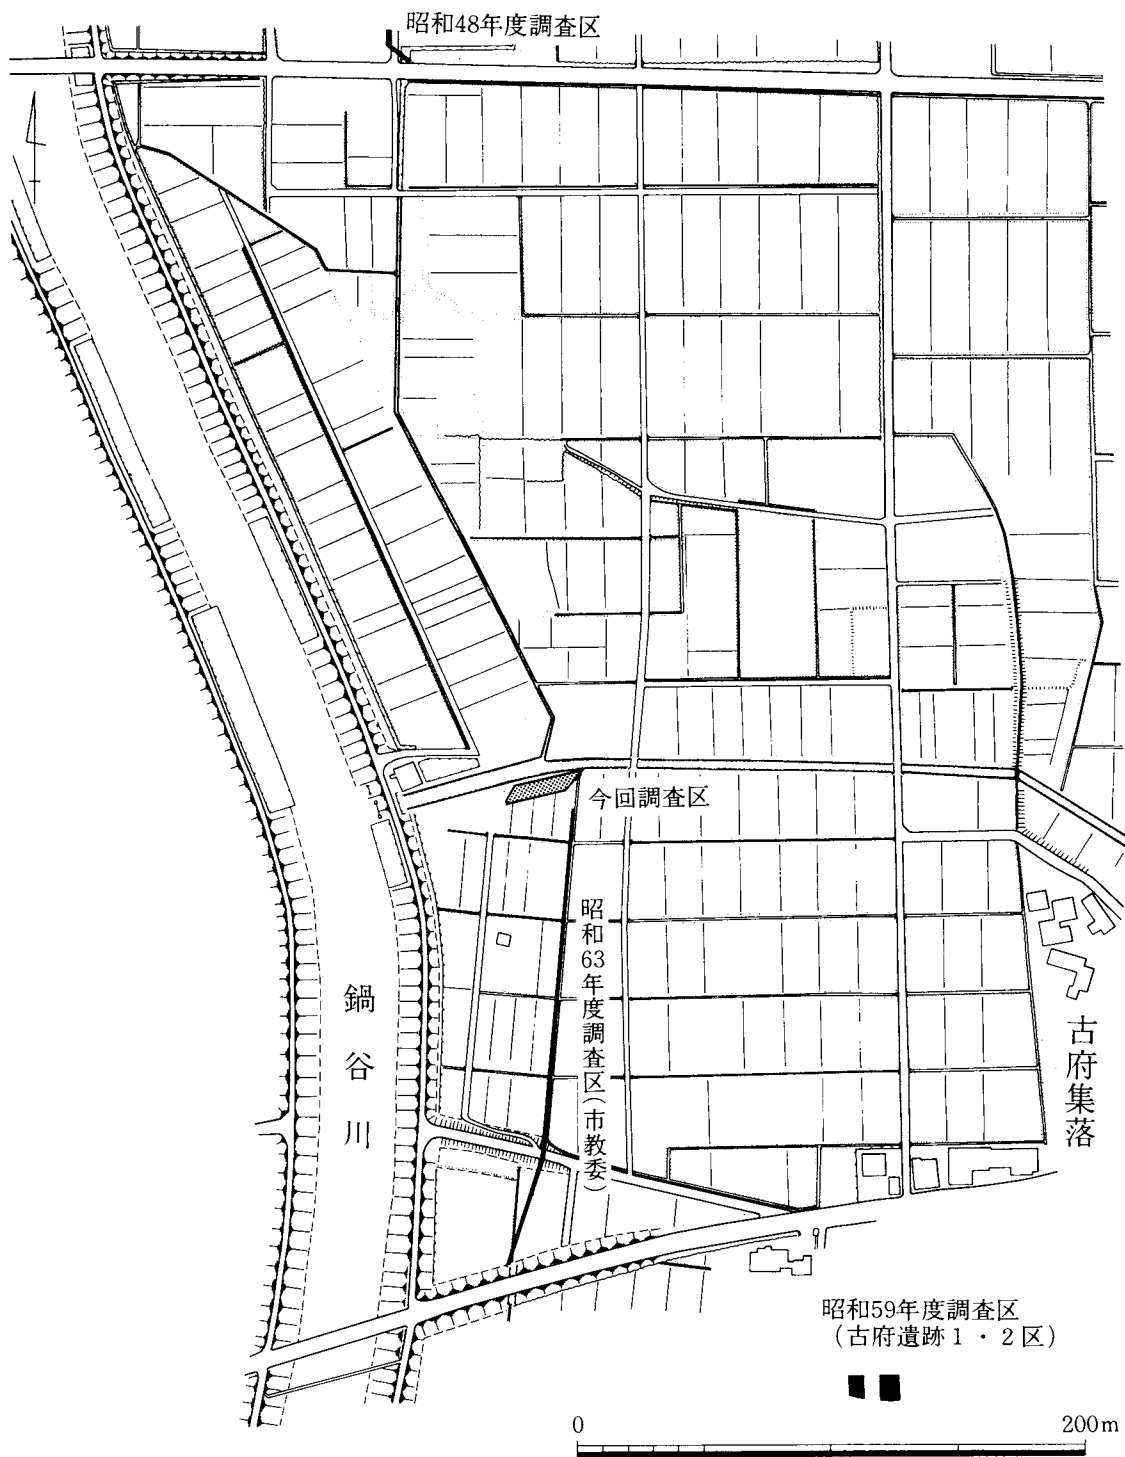 昭和48年度調査区
今回調査区
昭和63年度調査区(市教委)
鍋谷川
古府集落
昭和59年度調査区
(古府遺跡1・2区)
0 200m